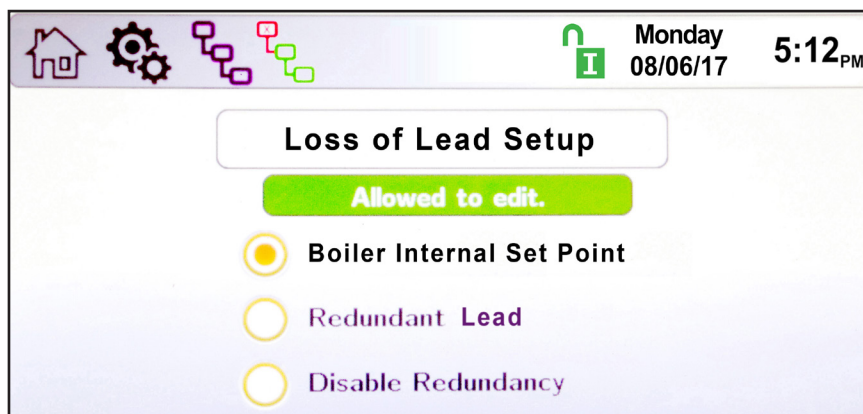 Monday
08/06/17
5:12PM
Loss of Lead Setup
Allowed to edit.
Boiler Internal Set Point
Redundant Lead
Disable Redundancy